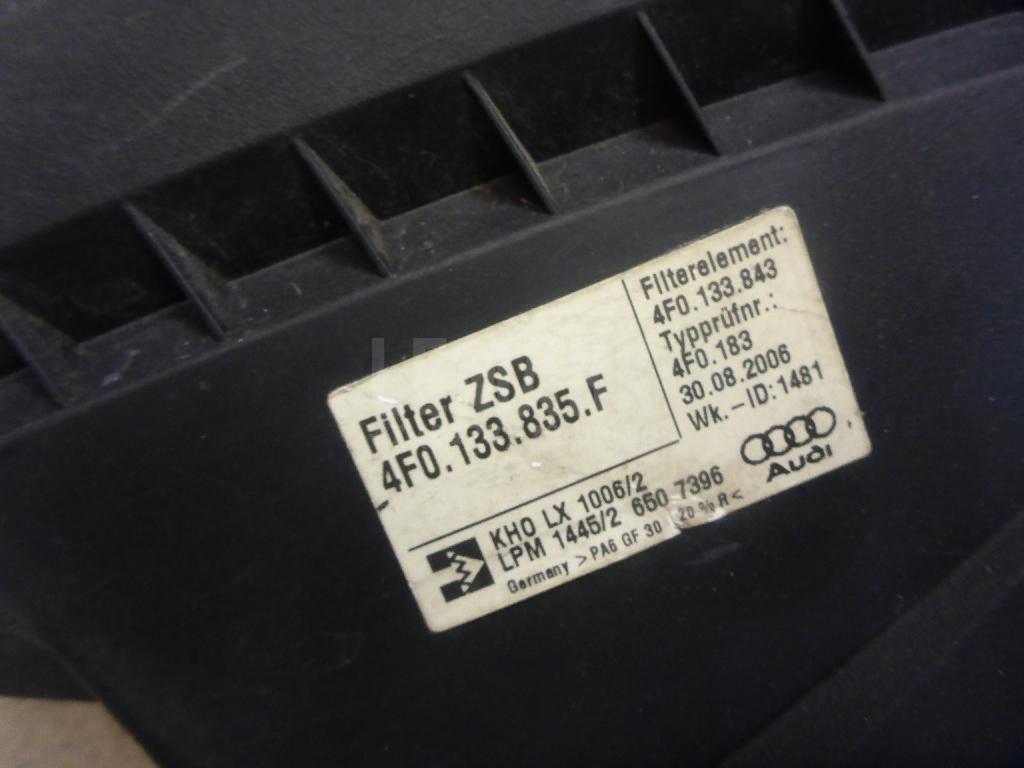 Filter ZSB
4F0.133.835.F
Filterelement:
4F0.133.843
Typprüfnr.:
4F0.183
30.08.2006
Wk.-ID:1481
Audi
KHO LX 1006/2
LPM 1445/2 650 7396
Germany >PA6 GF 30 20 % R<